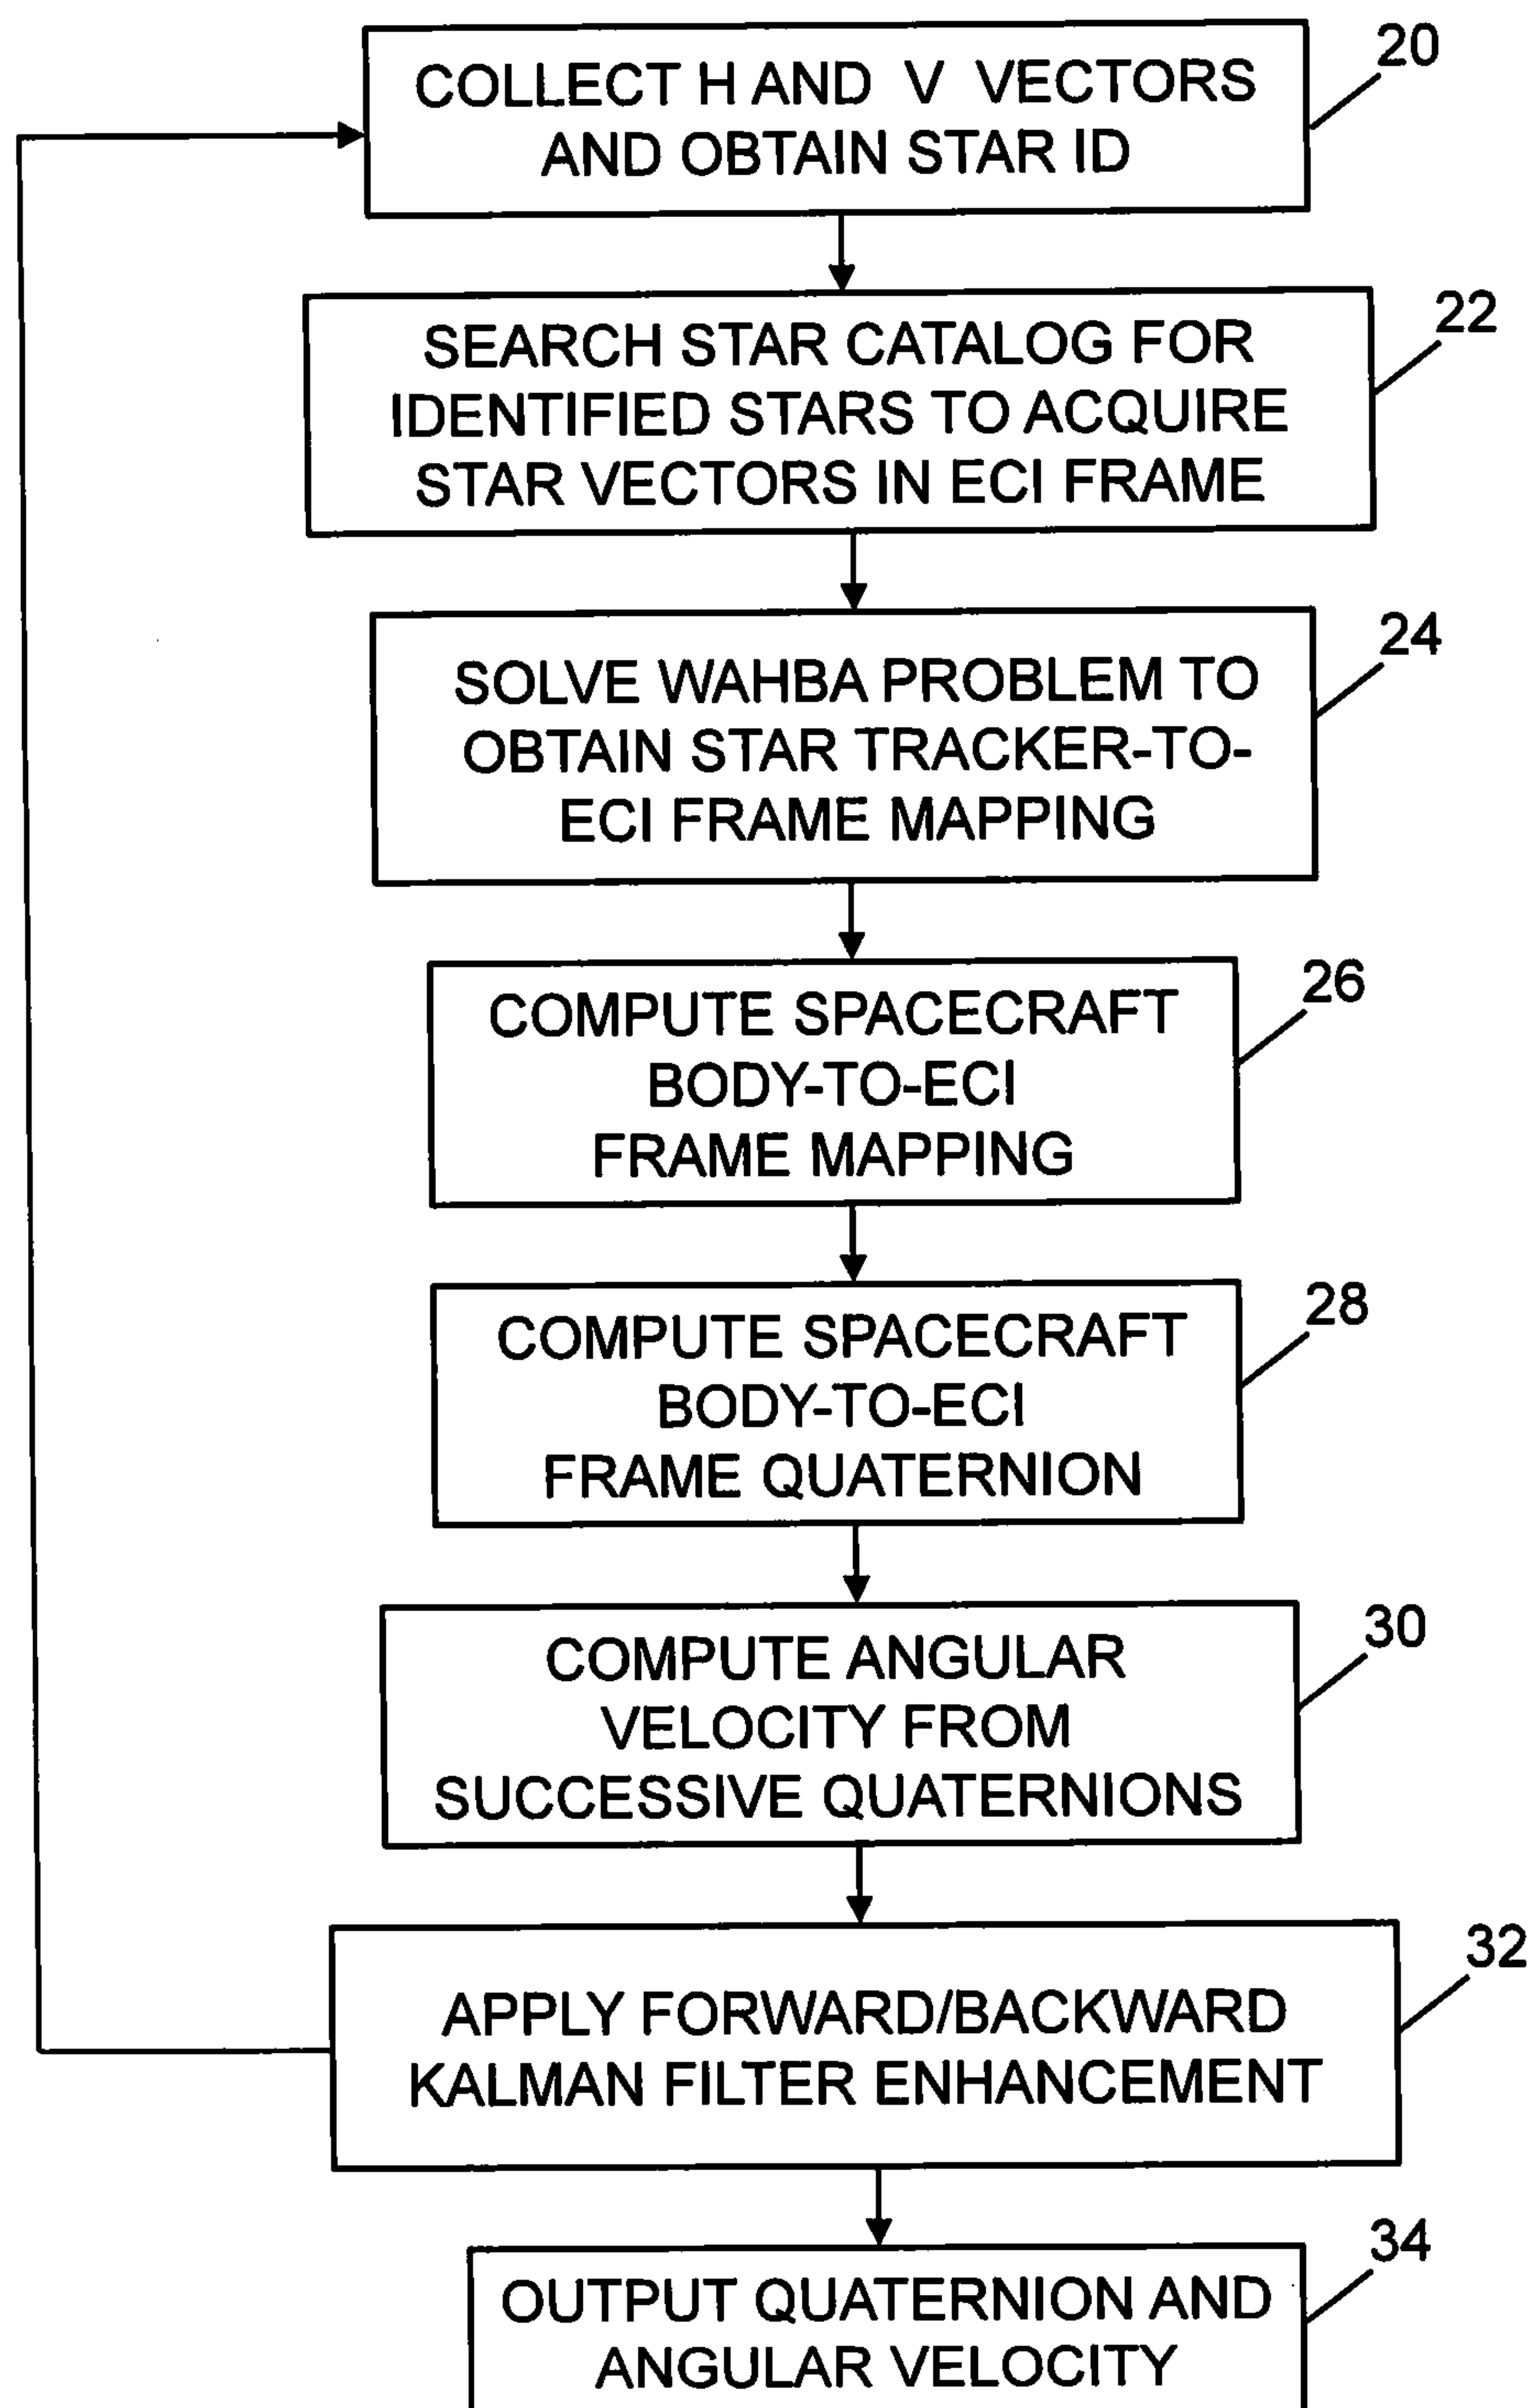 COLLECT H AND V VECTORS
AND OBTAIN STAR ID
20
SEARCH STAR CATALOG FOR
IDENTIFIED STARS TO ACQUIRE
STAR VECTORS IN ECI FRAME
22
SOLVE WAHBA PROBLEM TO
OBTAIN STAR TRACKER-TO-
ECI FRAME MAPPING
24
COMPUTE SPACECRAFT
BODY-TO-ECI
FRAME MAPPING
26
COMPUTE SPACECRAFT
BODY-TO-ECI
FRAME QUATERNION
28
COMPUTE ANGULAR
VELOCITY FROM
SUCCESSIVE QUATERNIONS
30
APPLY FORWARD/BACKWARD
KALMAN FILTER ENHANCEMENT
32
OUTPUT QUATERNION AND
ANGULAR VELOCITY
34